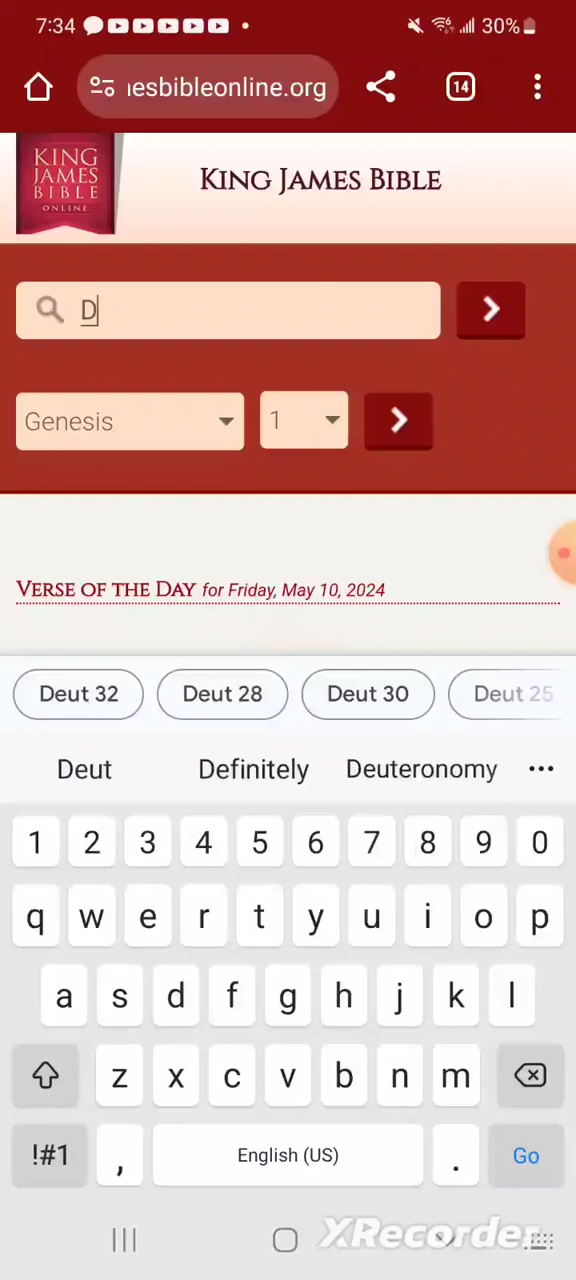 7:34 30%
nesbibleonline.org 14
KING JAMES BIBLE ONLINE
KING JAMES BIBLE
D
Genesis 1
VERSE OF THE DAY for Friday, May 10, 2024
Deut 32 Deut 28 Deut 30 Deut 25
Deut Definitely Deuteronomy ...
1 2 3 4 5 6 7 8 9 0
q w e r t y u i o p
a s d f g h j k l
z x c v b n m
!#1 , English (US) . Go
XRecorder